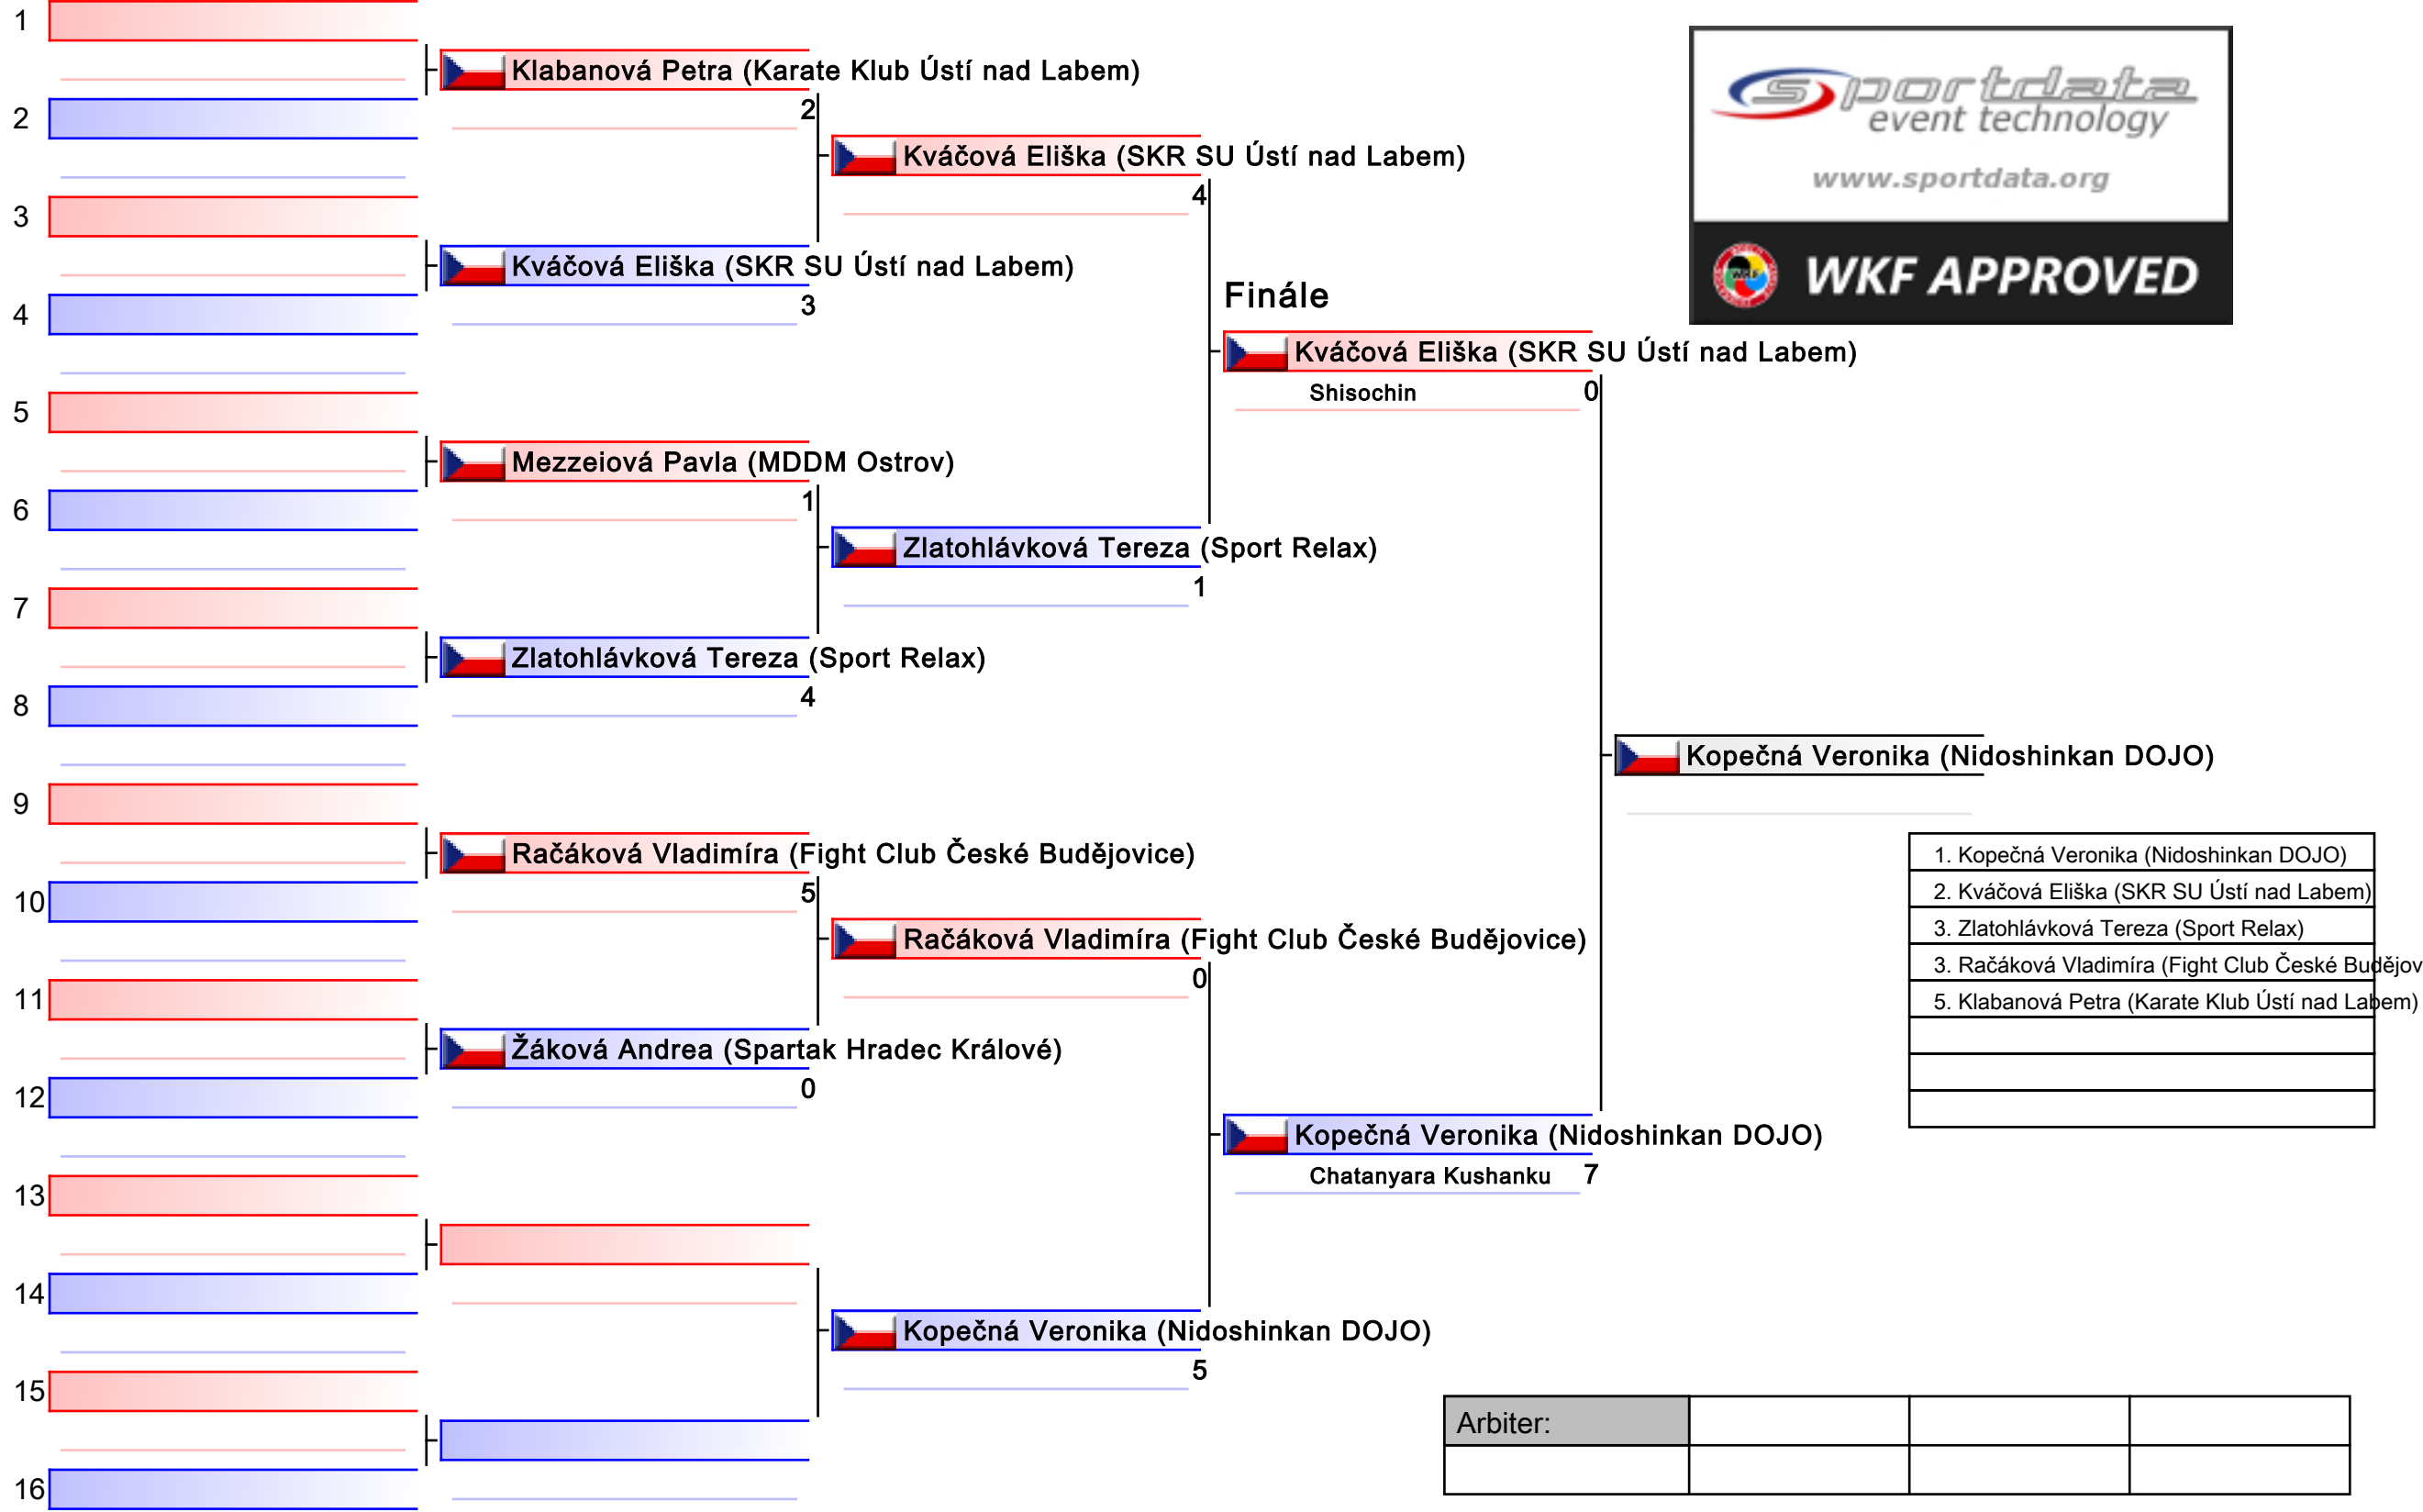 1
Klabanová Petra (Karate Klub Ústí nad Labem)
2
2
Kváčová Eliška (SKR SU Ústí nad Labem)
4
3
Kváčová Eliška (SKR SU Ústí nad Labem)
3
4
Finále
Kváčová Eliška (SKR SU Ústí nad Labem)
Shisochin 0
5
Mezzeiová Pavla (MDDM Ostrov)
1
6
Zlatohlávková Tereza (Sport Relax)
1
7
Zlatohlávková Tereza (Sport Relax)
4
8
Kopečná Veronika (Nidoshinkan DOJO)
9
Račáková Vladimíra (Fight Club České Budějovice)
5
10
Račáková Vladimíra (Fight Club České Budějovice)
0
11
Žáková Andrea (Spartak Hradec Králové)
0
12
Kopečná Veronika (Nidoshinkan DOJO)
Chatanyara Kushanku 7
13
14
Kopečná Veronika (Nidoshinkan DOJO)
5
15
16
sportdata
event technology
www.sportdata.org
WKF
WKF APPROVED
1. Kopečná Veronika (Nidoshinkan DOJO)
2. Kváčová Eliška (SKR SU Ústí nad Labem)
3. Zlatohlávková Tereza (Sport Relax)
3. Račáková Vladimíra (Fight Club České Budějov
5. Klabanová Petra (Karate Klub Ústí nad Labem)
Arbiter: